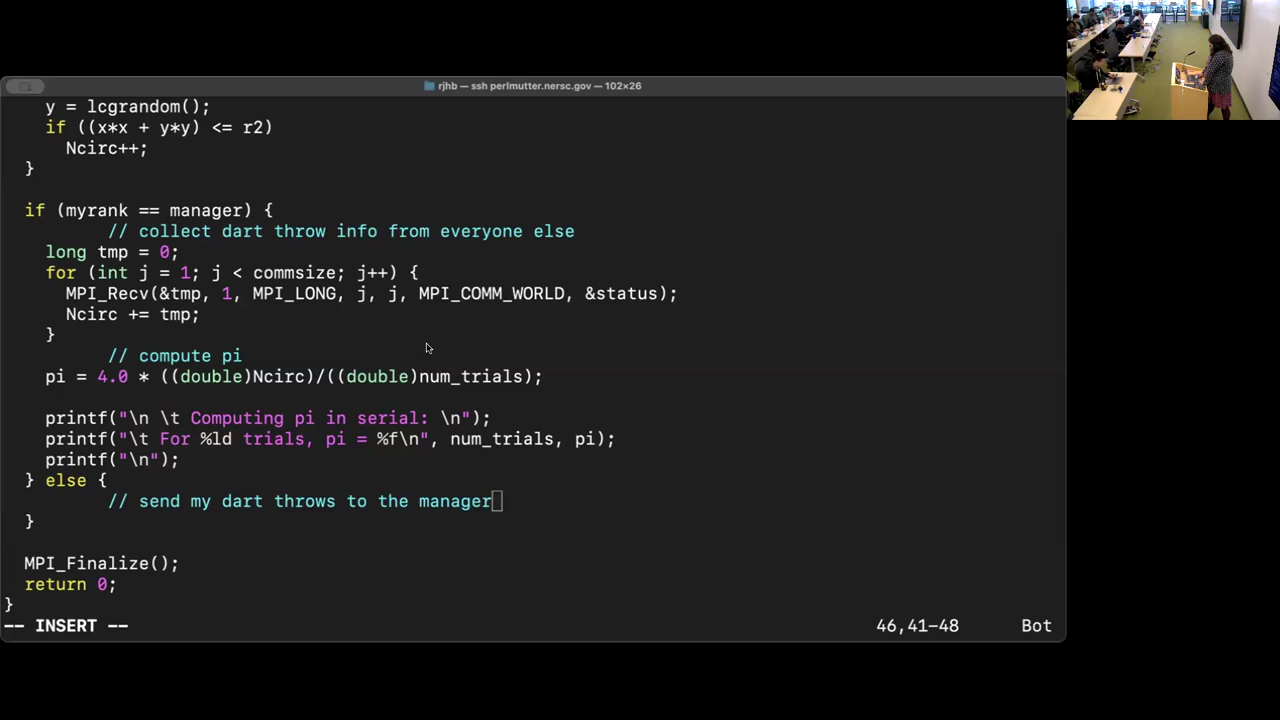 rjhb — ssh perlmutter.nersc.gov — 102×26
y = lcgrandom();
if ((x*x + y*y) <= r2)
Ncirc++;
}
if (myrank == manager) {
// collect dart throw info from everyone else
long tmp = 0;
for (int j = 1; j < commsize; j++) {
MPI_Recv(&tmp, 1, MPI_LONG, j, j, MPI_COMM_WORLD, &status);
Ncirc += tmp;
}
// compute pi
pi = 4.0 * ((double)Ncirc)/((double)num_trials);
printf("\n \t Computing pi in serial: \n");
printf("\t For %ld trials, pi = %f\n", num_trials, pi);
printf("\n");
} else {
// send my dart throws to the manager
}
MPI_Finalize();
return 0;
}
-- INSERT -- 46,41-48 Bot